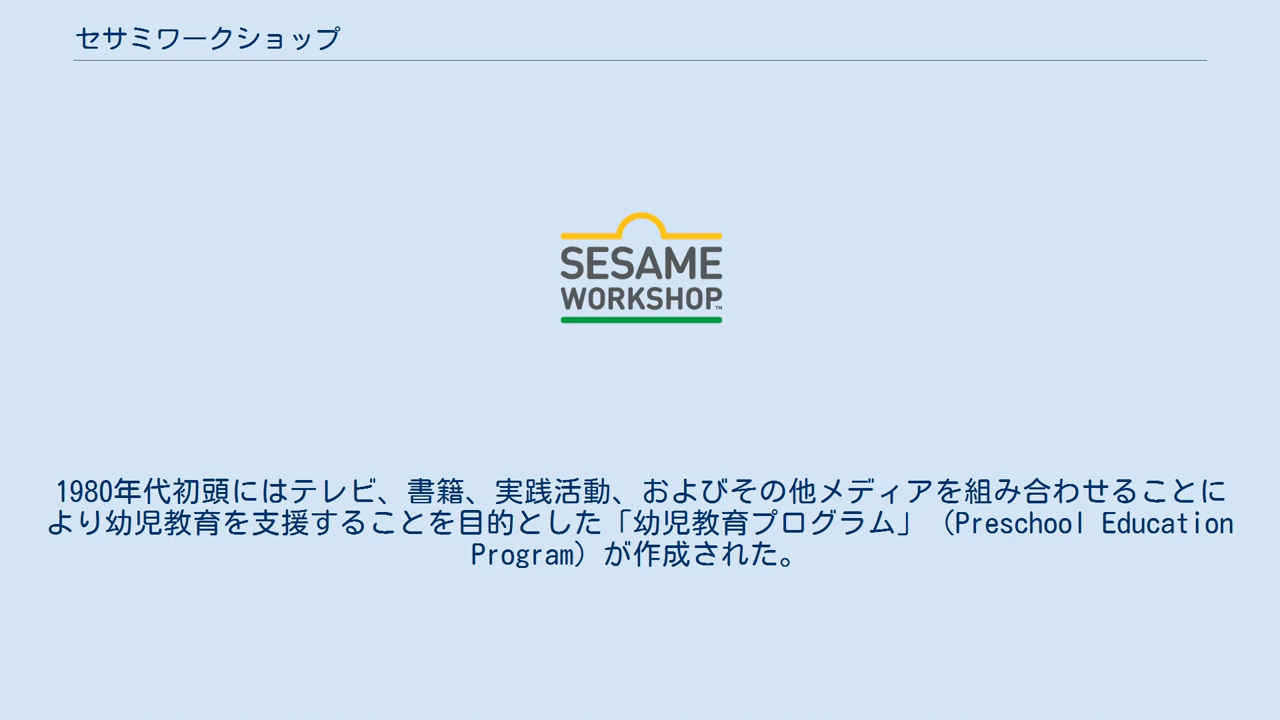 セサミワークショップ
SESAME
WORKSHOP™
1980年代初頭にはテレビ、書籍、実践活動、およびその他メディアを組み合わせることに
より幼児教育を支援することを目的とした「幼児教育プログラム」（Preschool Education
Program）が作成された。